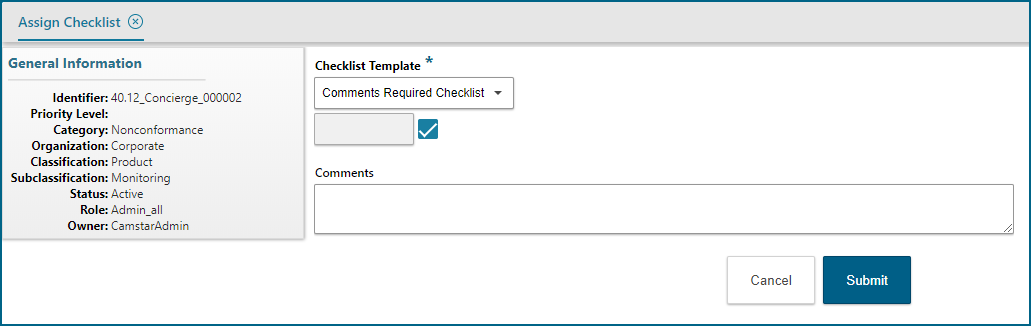 Assign Checklist
General Information
Identifier: 40.12_Concierge_000002
Priority Level:
Category: Nonconformance
Organization: Corporate
Classification: Product
Subclassification: Monitoring
Status: Active
Role: Admin_all
Owner: CamstarAdmin
Checklist Template *
Comments Required Checklist
Comments
Cancel
Submit